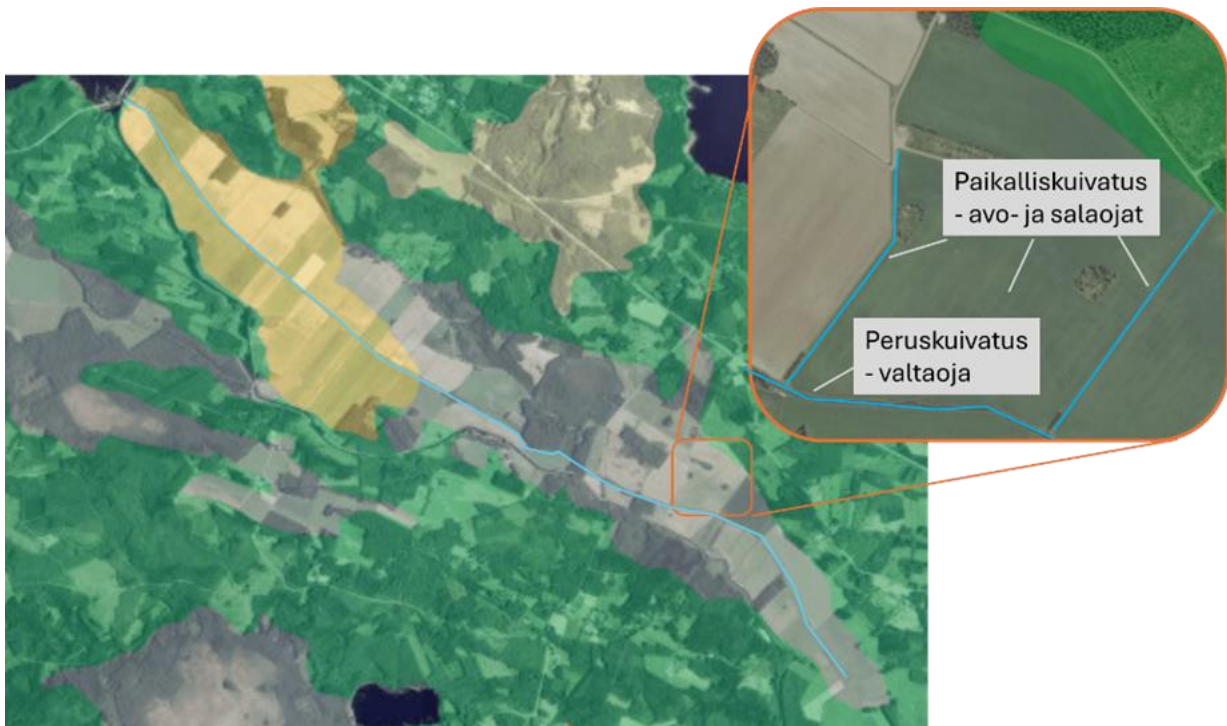 Paikalliskuivatus
- avo- ja salaojat
Peruskuivatus
- valtaoja